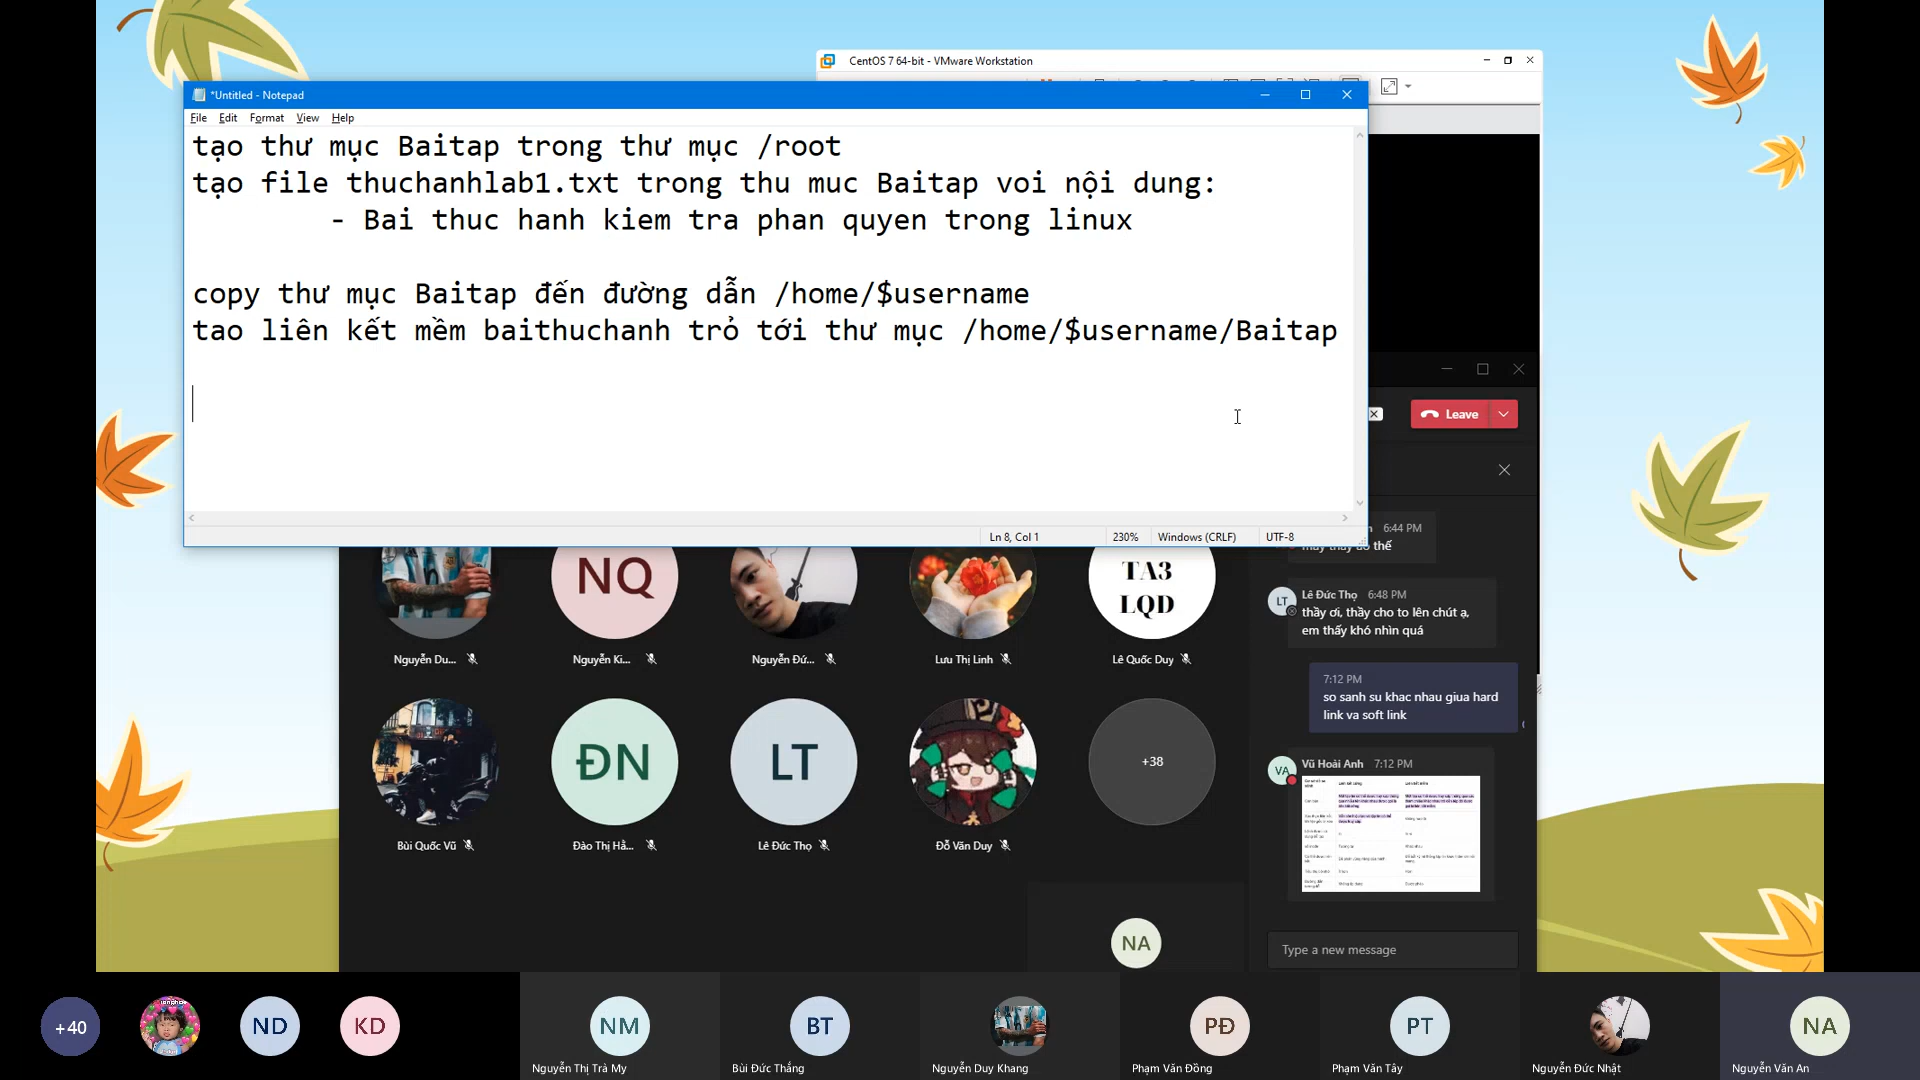 CentOS 7 64-bit - VMware Workstation
*Untitled - Notepad
File Edit Format View Help
tạo thư mục Baitap trong thư mục /root
tạo file thuchanhlab1.txt trong thu muc Baitap voi nội dung:
- Bai thuc hanh kiem tra phan quyen trong linux
copy thư mục Baitap đến đường dẫn /home/$username
tao liên kết mềm baithuchanh trỏ tới thư mục /home/$username/Baitap
Ln 8, Col 1 230% Windows (CRLF) UTF-8
Leave
6:44 PM
thế
Lê Đức Thọ 6:48 PM
thầy ơi, thầy cho to lên chút ạ,
em thấy khó nhìn quá
7:12 PM
so sanh su khac nhau giua hard
link va soft link
Vũ Hoài Anh 7:12 PM
LT
VA
Type a new message
NQ
TA3
LQD
Nguyễn Du... Nguyễn Ki... Nguyễn Đứ... Lưu Thị Linh Lê Quốc Duy
ĐN LT +38
Bùi Quốc Vũ Đào Thị Hằ... Lê Đức Thọ Đỗ Văn Duy
NA
+40 ND KD NM BT PĐ PT NA
Nguyễn Thị Trà My Bùi Đức Thắng Nguyễn Duy Khang Phạm Văn Đồng Phạm Văn Tây Nguyễn Đức Nhật Nguyễn Văn An